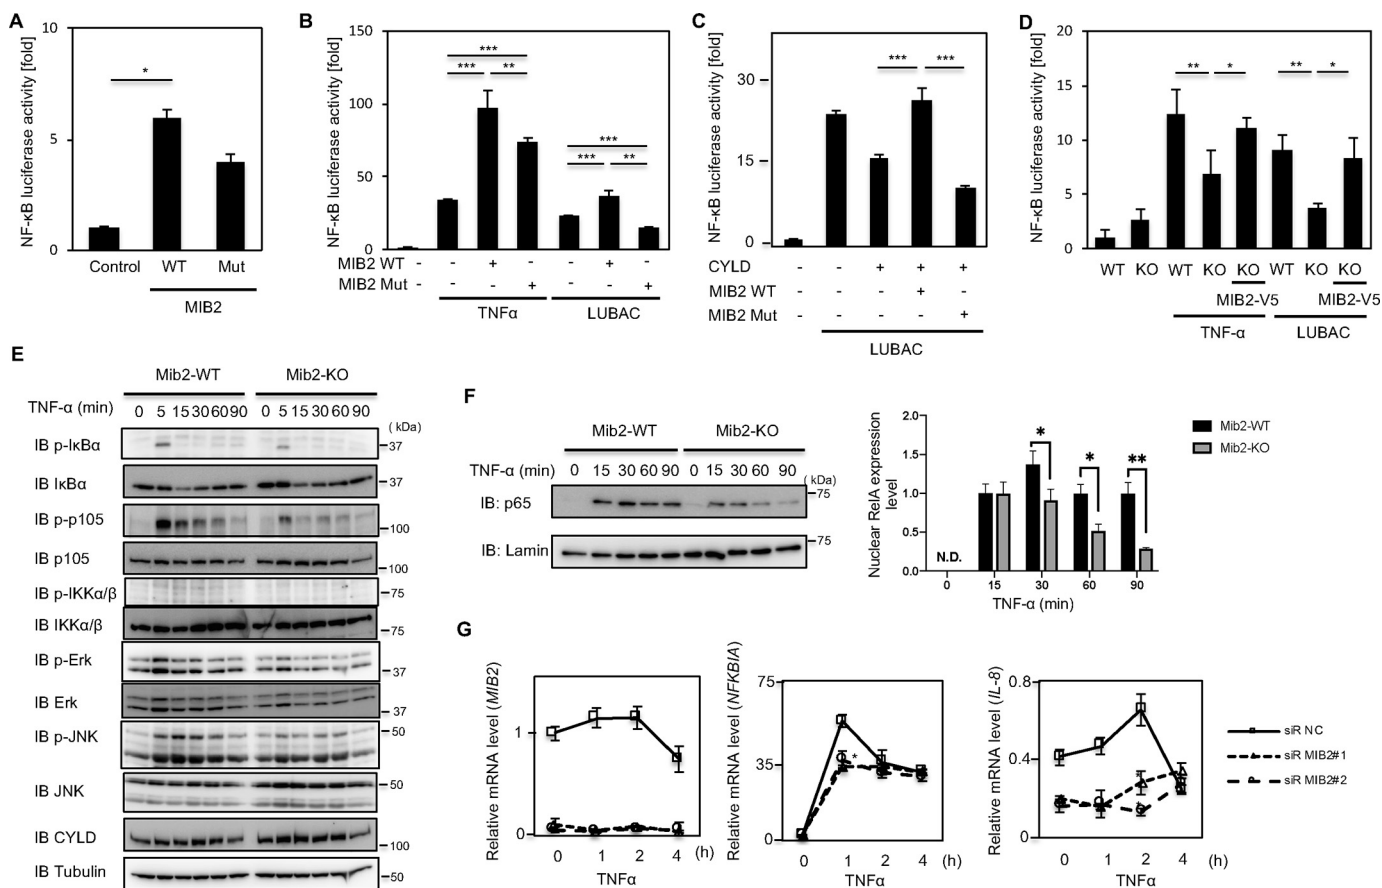 A
NF-κB luciferase activity [fold]
10
5
0
*
Control WT Mut
MIB2
B
NF-κB luciferase activity [fold]
150
100
50
0
***
*** **
***
*** **
MIB2 WT - - + - - + -
MIB2 Mut - - - + - - +
TNFα LUBAC
C
NF-κB luciferase activity [fold]
30
15
0
*** ***
CYLD - - + + +
MIB2 WT - - - + -
MIB2 Mut - - - - +
LUBAC
D
NF-κB luciferase activity [fold]
20
15
10
5
0
** * ** *
WT KO WT KO KO WT KO KO
MIB2-V5 MIB2-V5
TNF-α LUBAC
E
Mib2-WT Mib2-KO
TNF-α (min) 0 5 15 30 60 90 0 5 15 30 60 90
( kDa)
IB p-IκBα 37
IB IκBα 37
IB p-p105 100
IB p105 100
IB p-IKKα/β 75
IB IKKα/β 75
IB p-Erk 37
IB Erk 37
IB p-JNK 50
IB JNK 50
IB CYLD 100
IB Tubulin 50
F
Mib2-WT Mib2-KO
TNF-α (min) 0 15 30 60 90 0 15 30 60 90
( kDa)
IB: p65 75
IB: Lamin 75
Nuclear RelA expression
level
2.0
1.5
1.0
0.5
0.0
N.D.
* * **
0 15 30 60 90
TNF-α (min)
Mib2-WT
Mib2-KO
G
Relative mRNA level (MIB2)
1
0
0 1 2 4 (h)
TNFα
Relative mRNA level (NFKBIA)
75
35
0
*
0 1 2 4 (h)
TNFα
Relative mRNA level (IL-8)
0.8
0.4
0
*
*
0 1 2 4 (h)
TNFα
siR NC
siR MIB2#1
siR MIB2#2